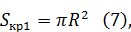 Sкр1 = πR² (7),